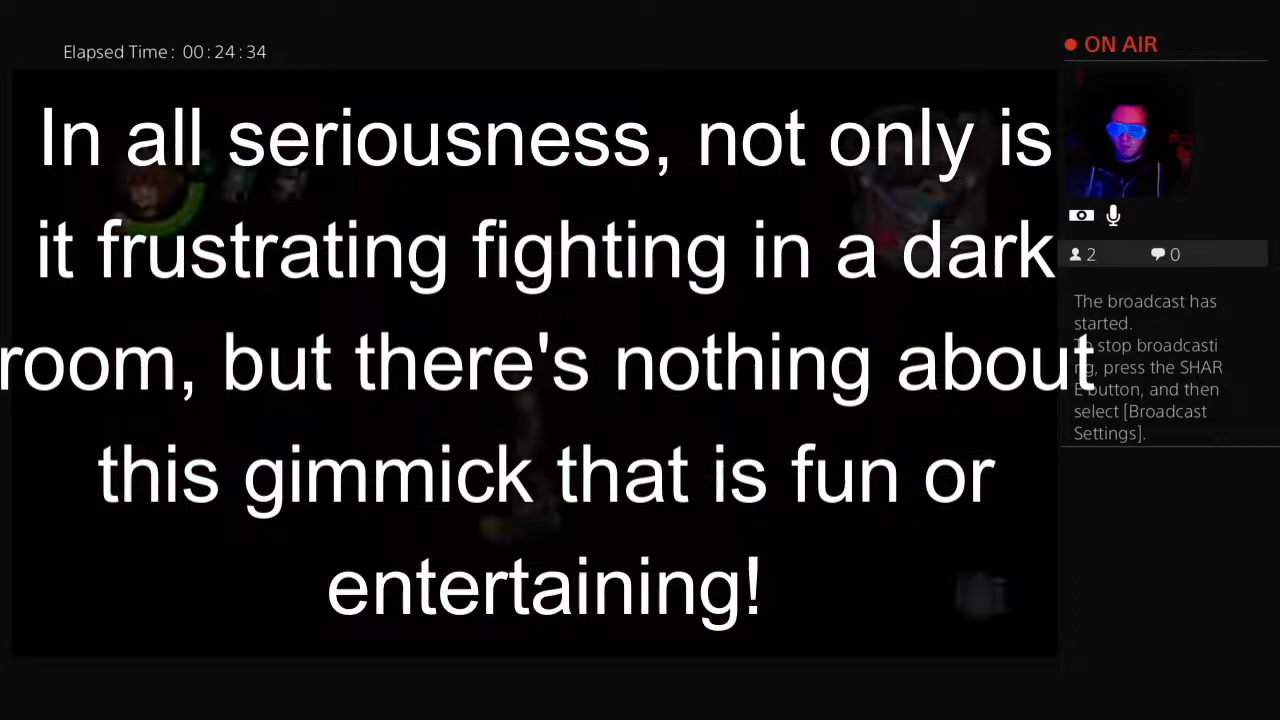 Elapsed Time: 00:24:34
ON AIR
In all seriousness, not only is
it frustrating fighting in a dark
room, but there's nothing about
this gimmick that is fun or
entertaining!
2 0
The broadcast has
started.
To stop broadcasti
ng, press the SHAR
E button, and then
select [Broadcast
Settings].